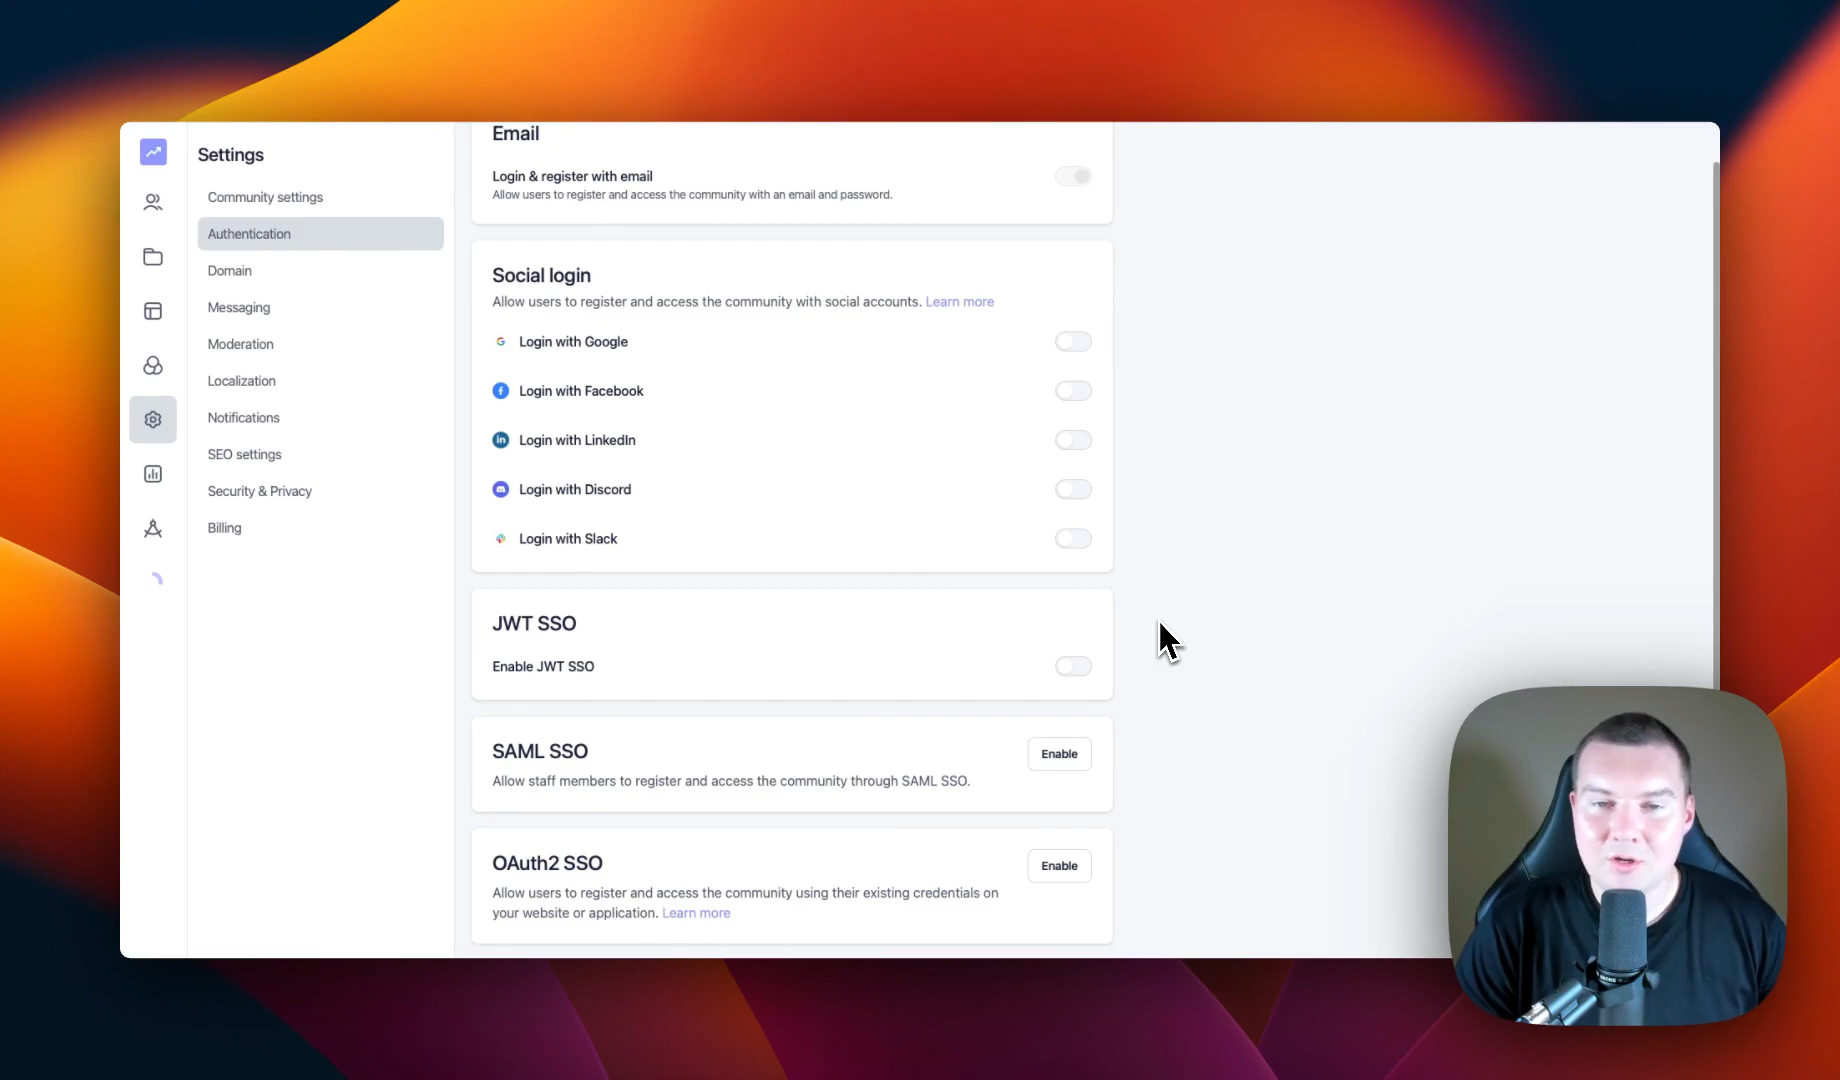 Settings
Community settings
Authentication
Domain
Messaging
Moderation
Localization
Notifications
SEO settings
Security & Privacy
Billing
Email
Login & register with email
Allow users to register and access the community with an email and password.
Social login
Allow users to register and access the community with social accounts. Learn more
Login with Google
Login with Facebook
Login with LinkedIn
Login with Discord
Login with Slack
JWT SSO
Enable JWT SSO
SAML SSO
Enable
Allow staff members to register and access the community through SAML SSO.
OAuth2 SSO
Enable
Allow users to register and access the community using their existing credentials on
your website or application. Learn more